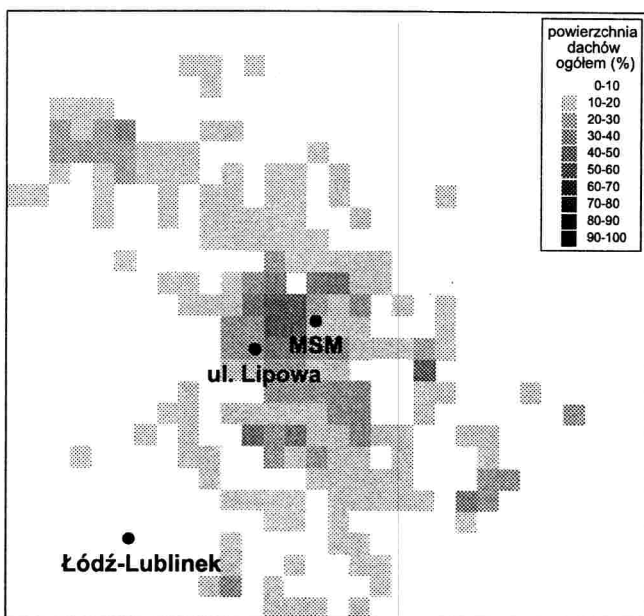 powierzchnia
dachów
ogółem (%)
0-10
10-20
20-30
30-40
40-50
50-60
60-70
70-80
80-90
90-100
MSM
ul. Lipowa
Łódź-Lublinek